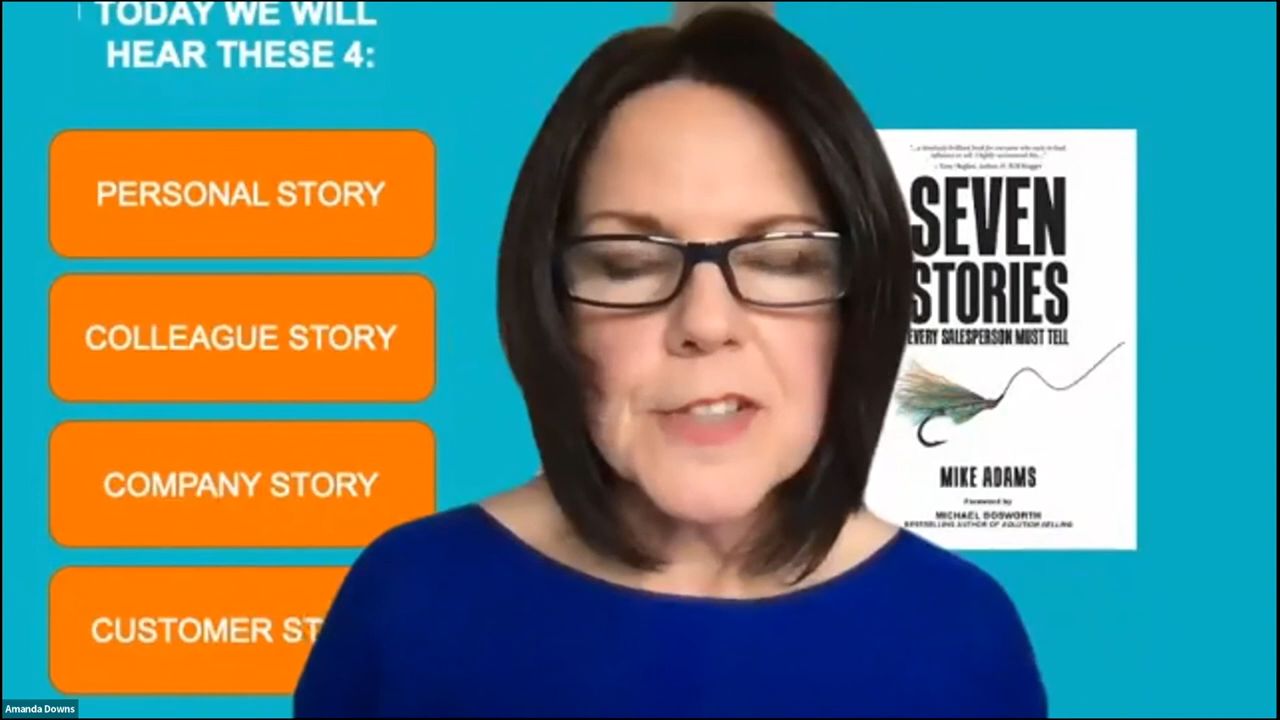 TODAY WE WILL
HEAR THESE 4:
PERSONAL STORY
COLLEAGUE STORY
COMPANY STORY
CUSTOMER ST
SEVEN
STORIES
EVERY SALESPERSON MUST TELL
MIKE ADAMS
Foreword by
MICHAEL BOSWORTH
BESTSELLING AUTHOR OF SOLUTION SELLING
Amanda Downs